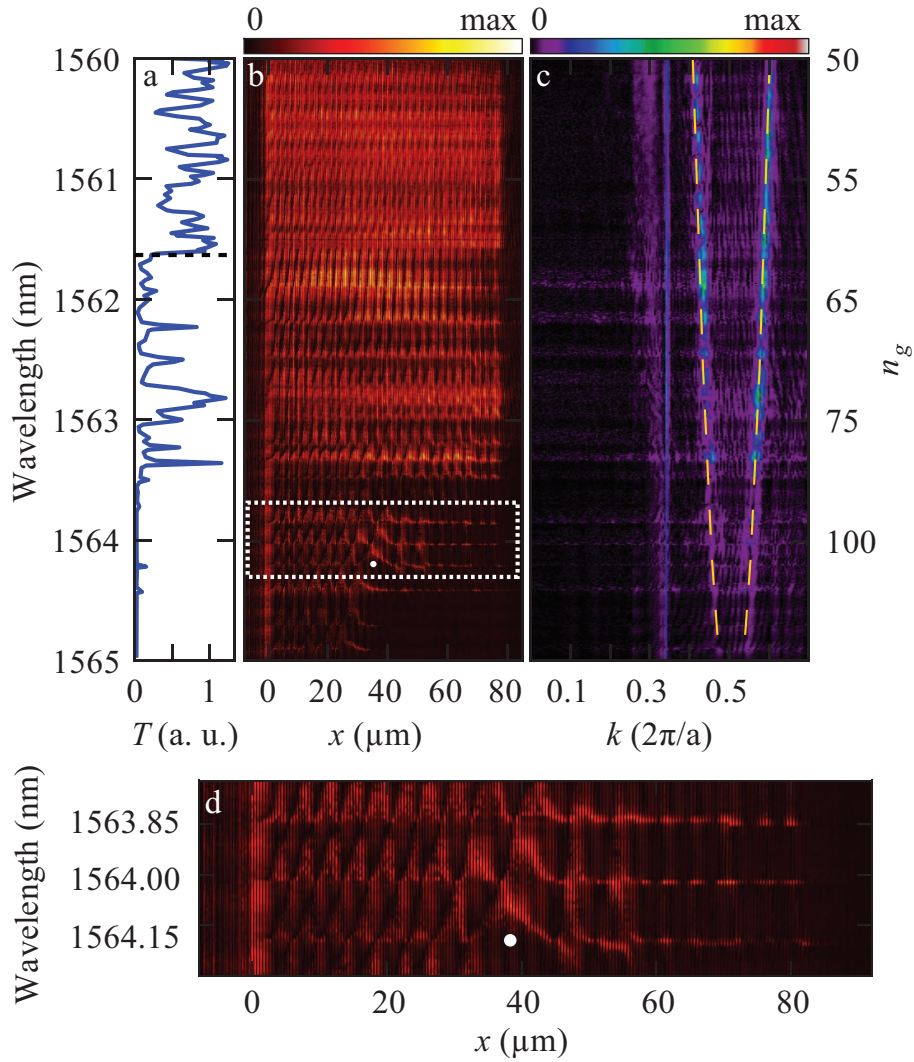 0 max 0 max
1560 a b c 50
1561 55
1562 65
1563 75
1564 100
1565
Wavelength (nm)
n_g
0 1 0 20 40 60 80 0.1 0.3 0.5
T (a. u.) x (µm) k (2π/a)
d
Wavelength (nm)
1563.85
1564.00
1564.15
0 20 40 60 80
x (µm)